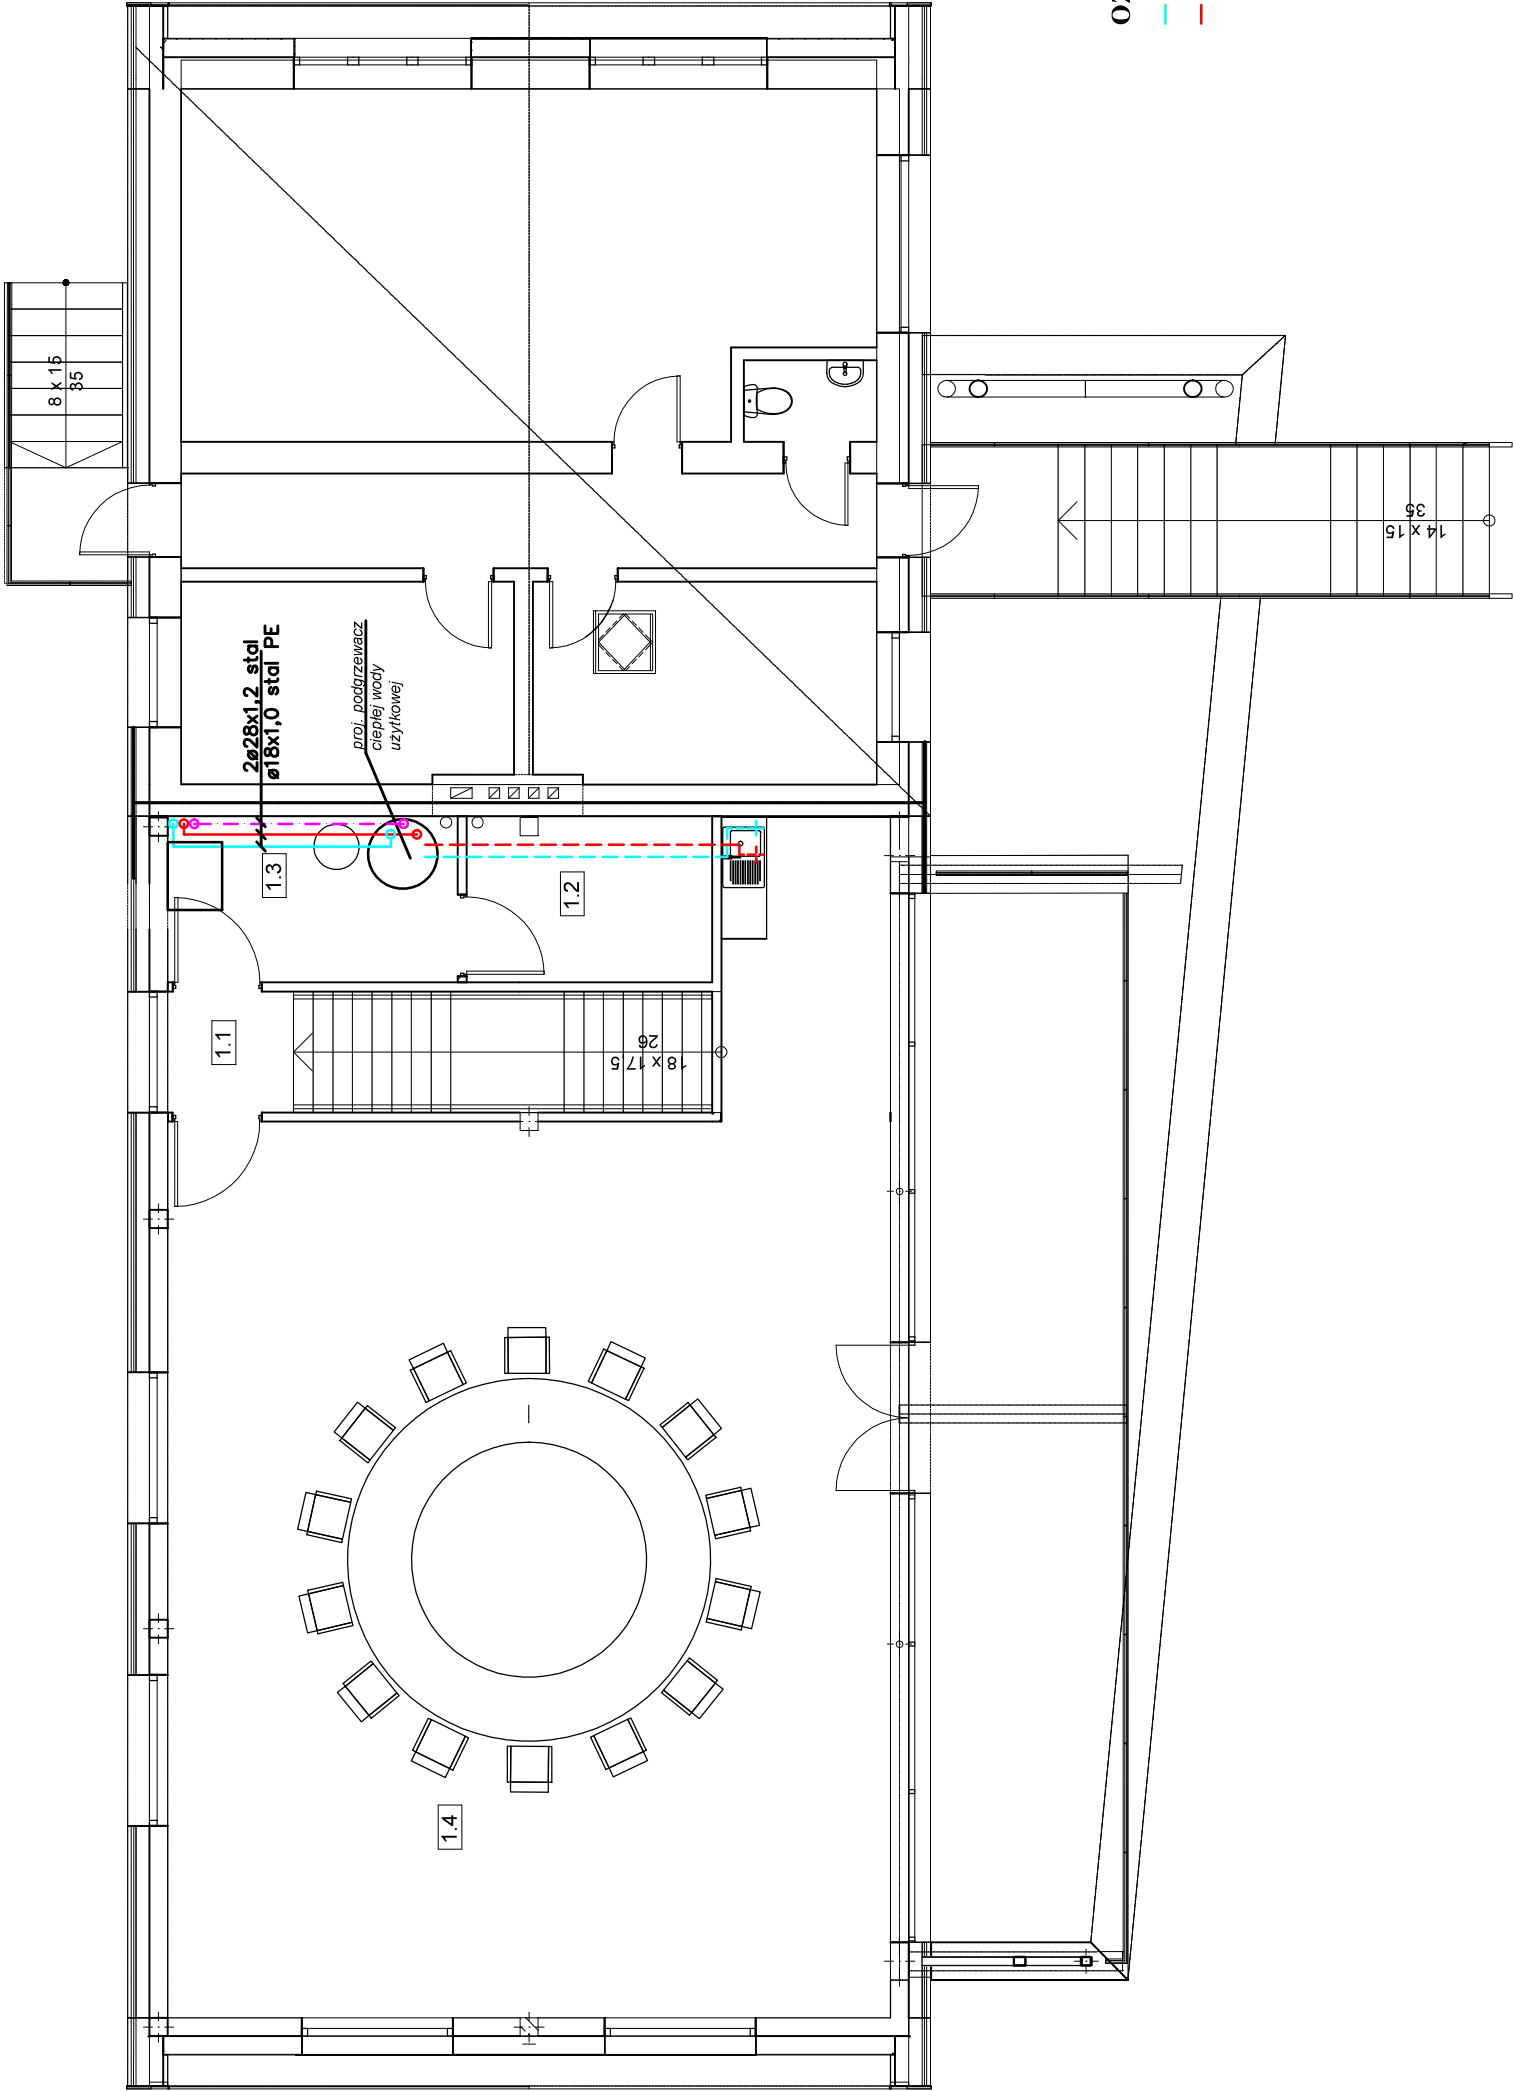 OZ
8 x 15
35
14 x 15
35
2ø28x1,2 stal
ø18x1,0 stal PE
proj. podgrzewacz
ciepłej wody
użytkowej
1.3
1.2
1.1
18 x 17.5
26
1.4